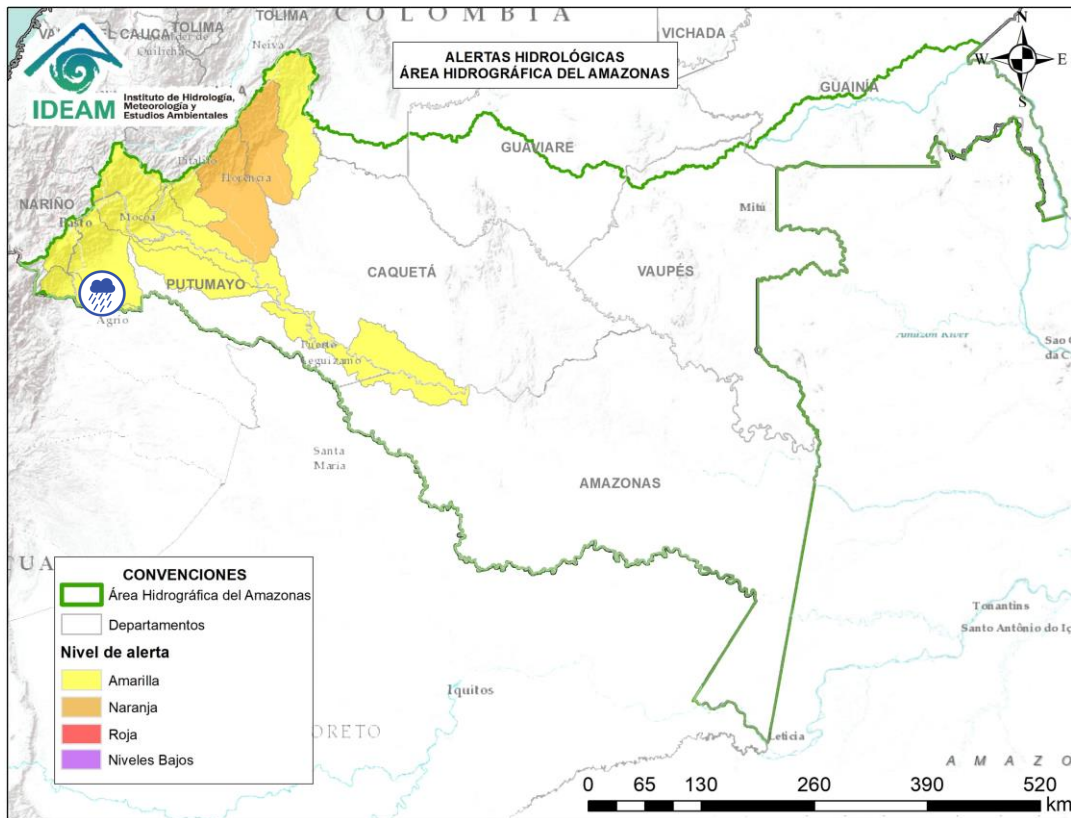 COLOMBIA
TOLIMA
TOLIMA
Neiva
VICHADA
ALERTAS HIDROLÓGICAS
ÁREA HIDROGRÁFICA DEL AMAZONAS
N
W
E
S
IDEAM
Instituto de Hidrología,
Meteorología y
Estudios Ambientales
GUAINÍA
GUAVIARE
Florencia
NARIÑO
Pasto
Mocoa
Mitú
CAQUETÁ
VAUPÉS
PUTUMAYO
Agrio
Amazon River
Puerto
Leguízamo
Santa
Maria
AMAZONAS
CONVENCIONES
Área Hidrográfica del Amazonas
Departamentos
Nivel de alerta
Amarilla
Naranja
Roja
Niveles Bajos
Tonantins
Santo Antônio do Iç
Iquitos
ORETO
Leticia
AMAZO
0 65 130 260 390 520
km